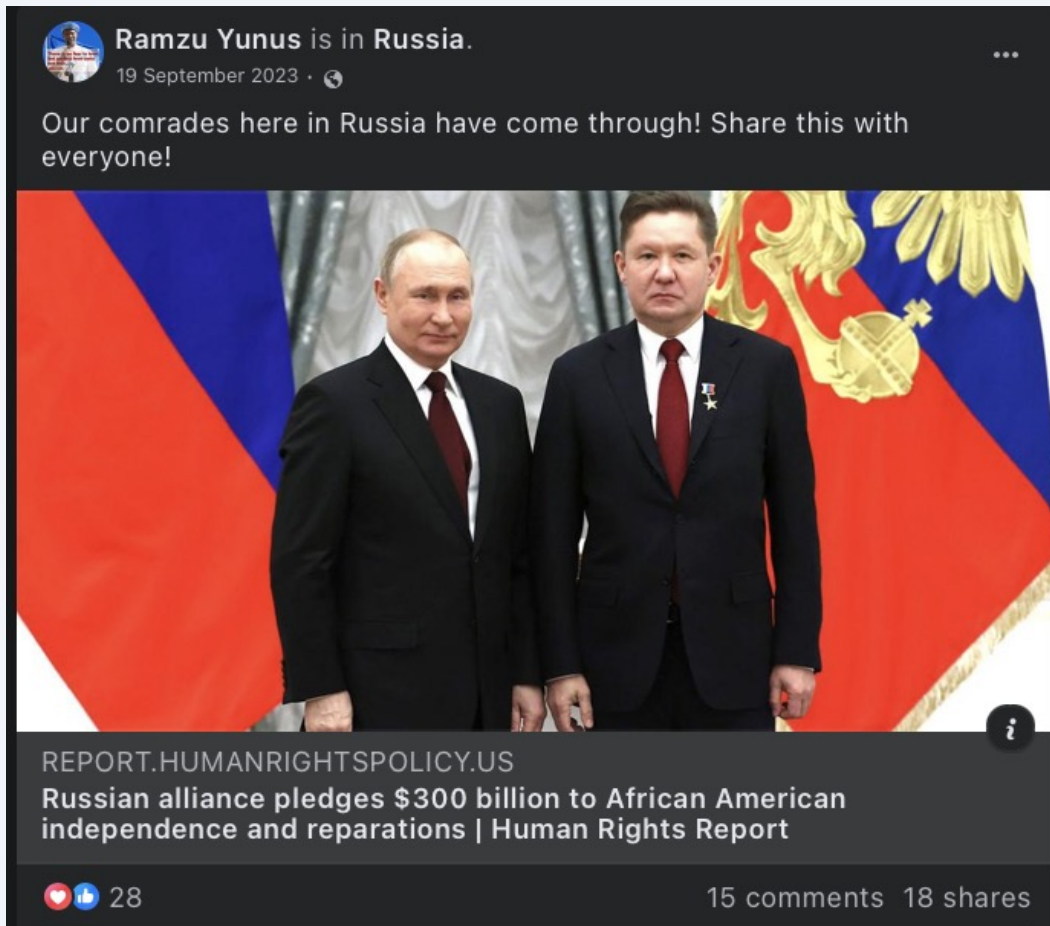 Ramzu Yunus is in Russia.
19 September 2023 ·
Our comrades here in Russia have come through! Share this with
everyone!
REPORT.HUMANRIGHTSPOLICY.US
Russian alliance pledges $300 billion to African American
independence and reparations | Human Rights Report
28
15 comments 18 shares